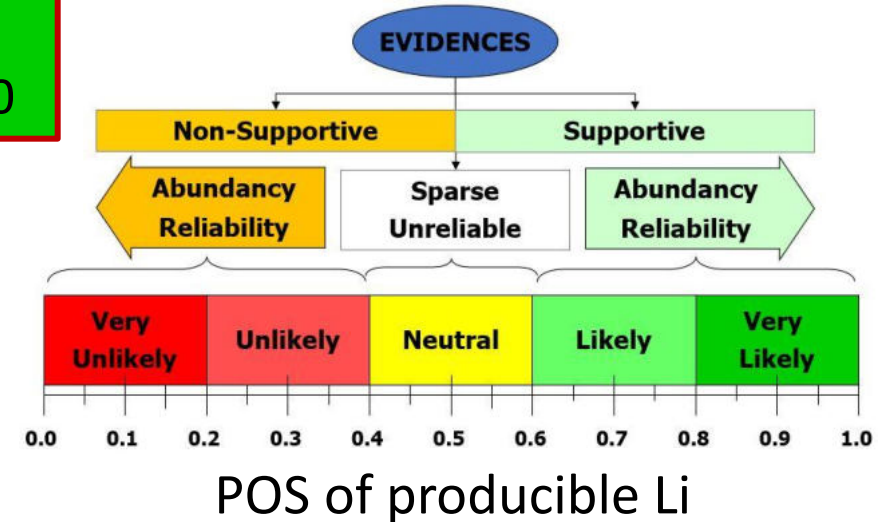 0
EVIDENCES
Non-Supportive
Supportive
Abundancy
Reliability
Sparse
Unreliable
Abundancy
Reliability
Very
Unlikely
Unlikely
Neutral
Likely
Very
Likely
0.0 0.1 0.2 0.3 0.4 0.5 0.6 0.7 0.8 0.9 1.0
POS of producible Li